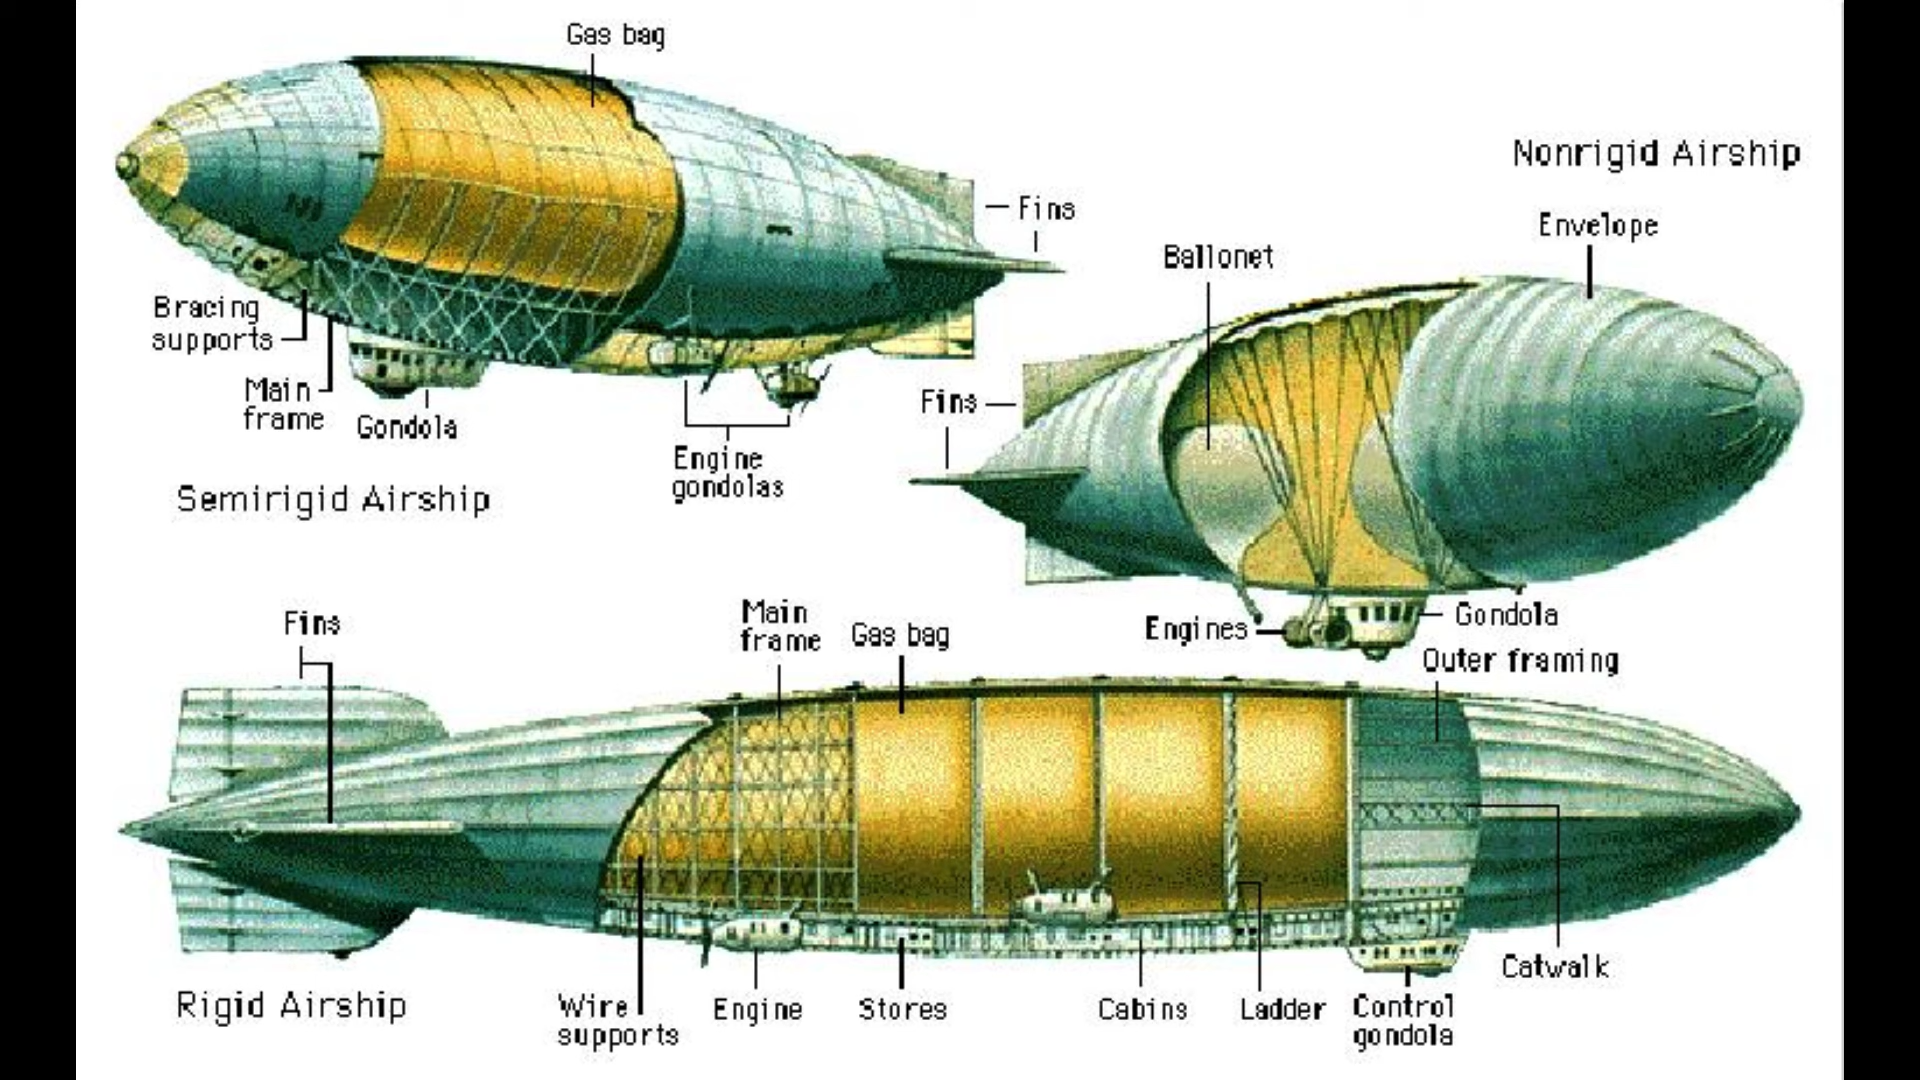 Gas bag
Fins
Bracing
supports
Main
frame
Gondola
Engine
gondolas
Semirigid Airship
Nonrigid Airship
Envelope
Ballonet
Fins
Engines
Gondola
Fins
Main
frame
Gas bag
Outer framing
Catwalk
Rigid Airship
Wire
supports
Engine
Stores
Cabins
Ladder
Control
gondola